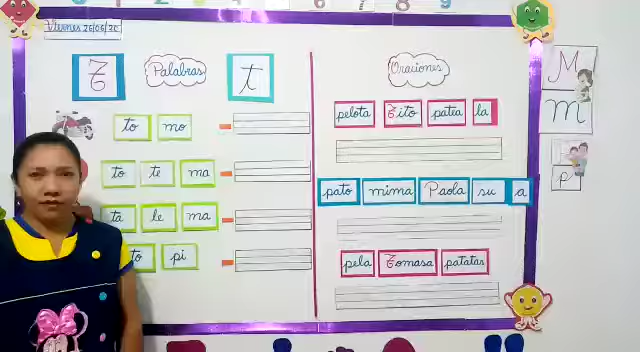 Viernes 26/06/20
T
Palabras
t
to mo
to te ma
ta le ma
to pi
Oraciones
pelota Tito patea la
pato mima Paola su a
pela Tomasa patatas
M
m
p